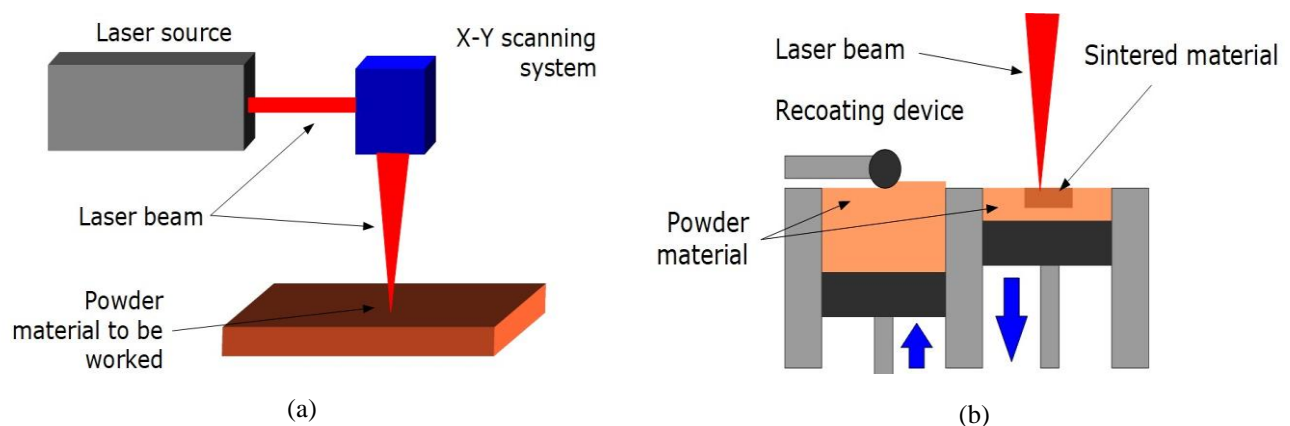 Laser source
X-Y scanning
system
Laser beam
Powder
material to be
worked
(a)
Laser beam
Sintered material
Recoating device
Powder
material
(b)